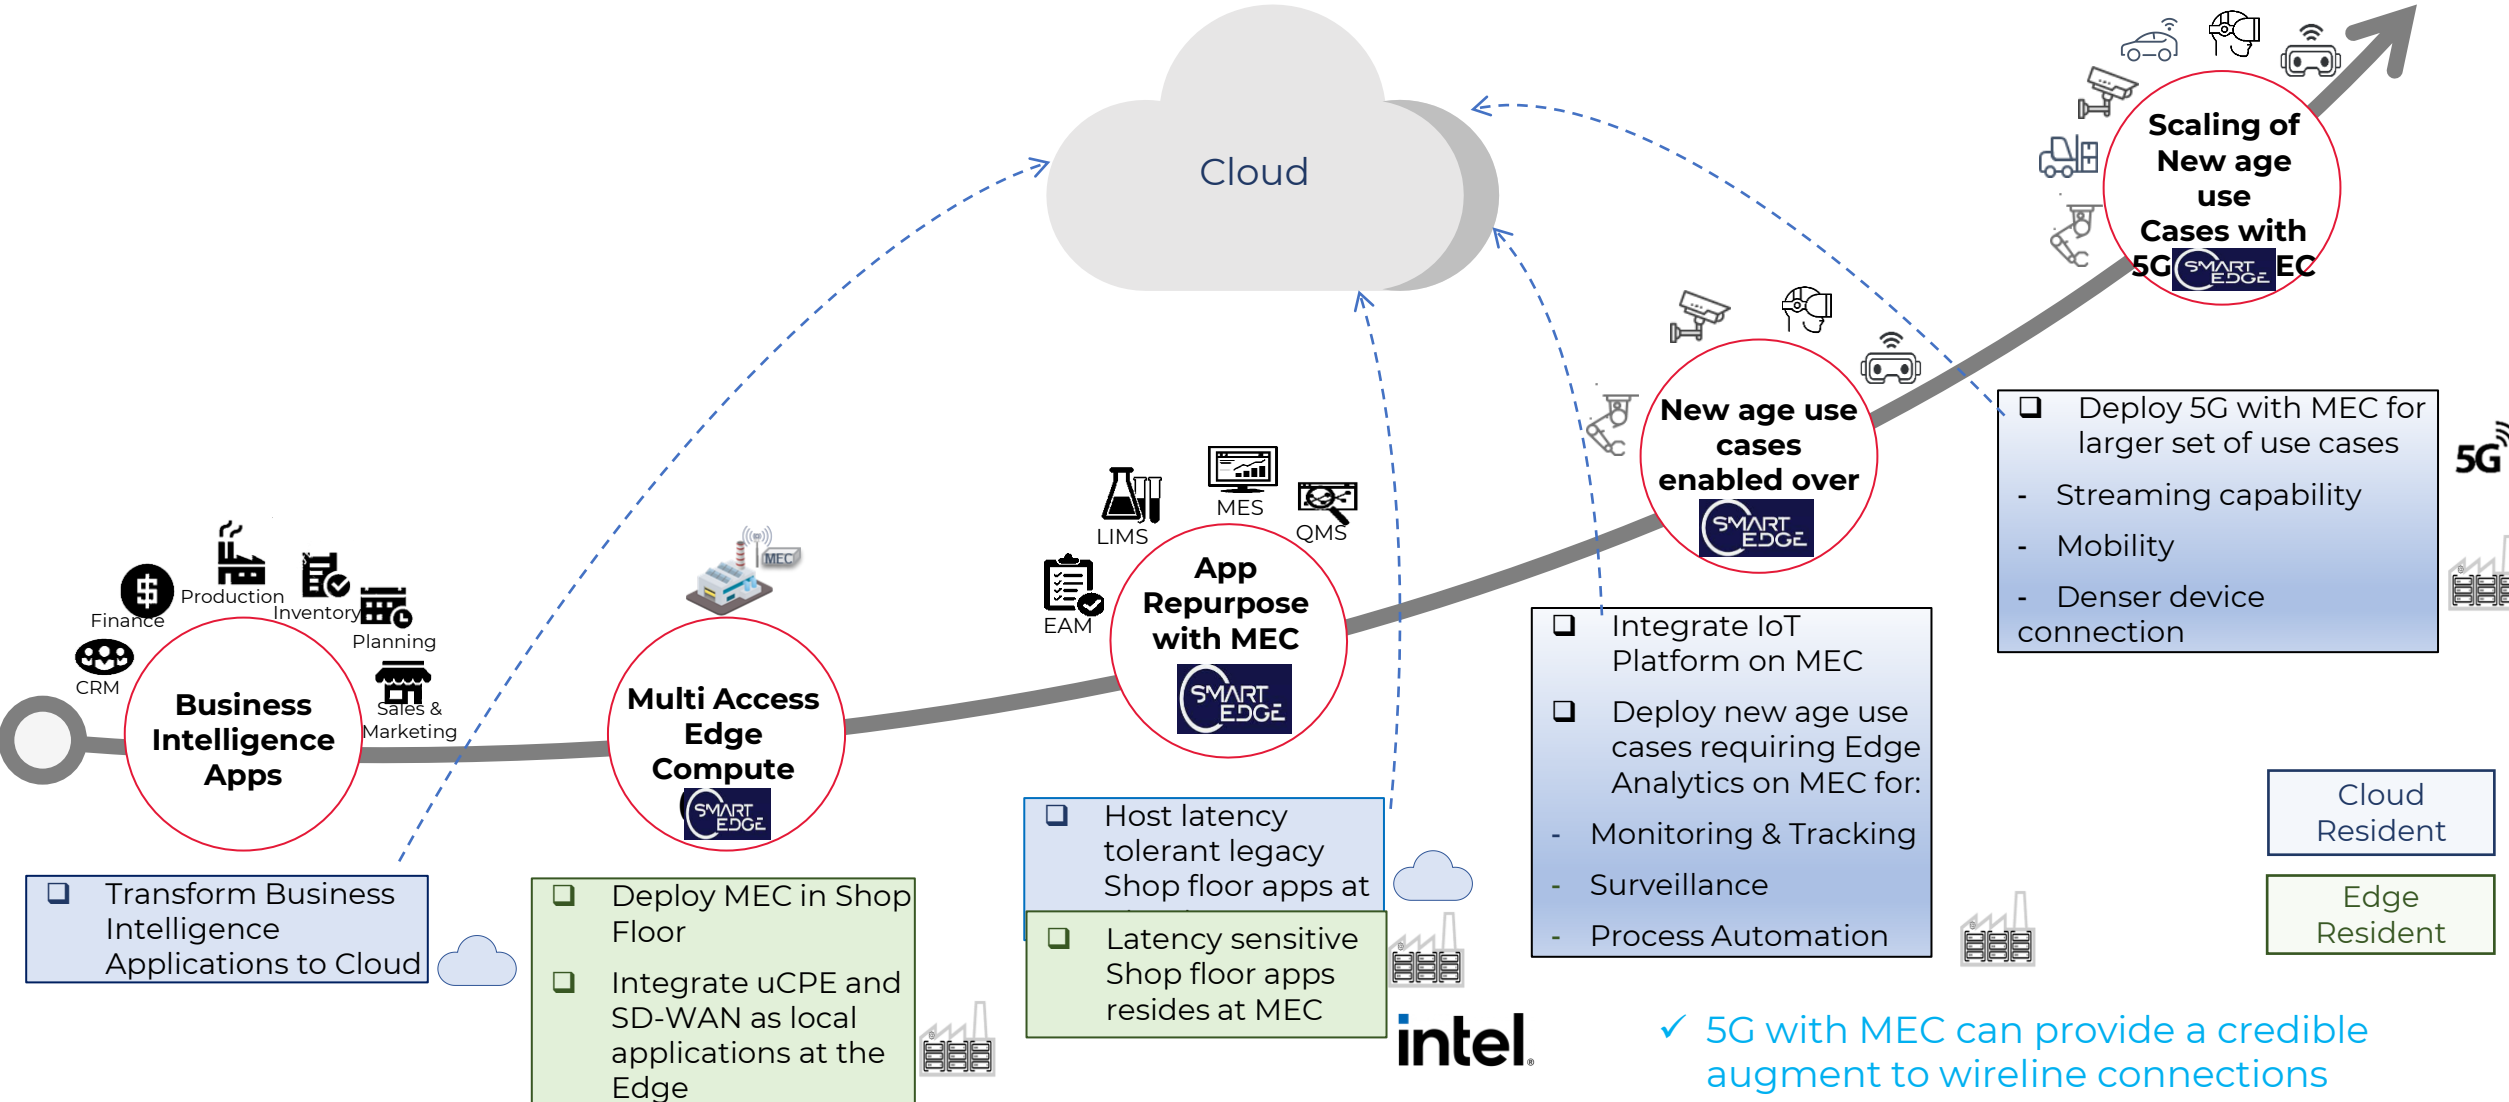 Cloud
Scaling of
New age
use
Cases with
5G
EC
SMART
EDGE
New age use
cases
enabled over
SMART
EDGE
Deploy 5G with MEC for
larger set of use cases
- Streaming capability
- Mobility
- Denser device
connection
5G
MES
LIMS
QMS
EAM
App
Repurpose
with MEC
SMART
EDGE
MEC
Multi Access
Edge
Compute
SMART
EDGE
Production
Finance
Inventory
Planning
CRM
Sales &
Marketing
Business
Intelligence
Apps
Transform Business
Intelligence
Applications to Cloud
Deploy MEC in Shop
Floor
Integrate uCPE and
SD-WAN as local
applications at the
Edge
Host latency
tolerant legacy
Shop floor apps at
Latency sensitive
Shop floor apps
resides at MEC
intel.
Integrate IoT
Platform on MEC
Deploy new age use
cases requiring Edge
Analytics on MEC for:
- Monitoring & Tracking
- Surveillance
- Process Automation
Cloud
Resident
Edge
Resident
✓ 5G with MEC can provide a credible
augment to wireline connections